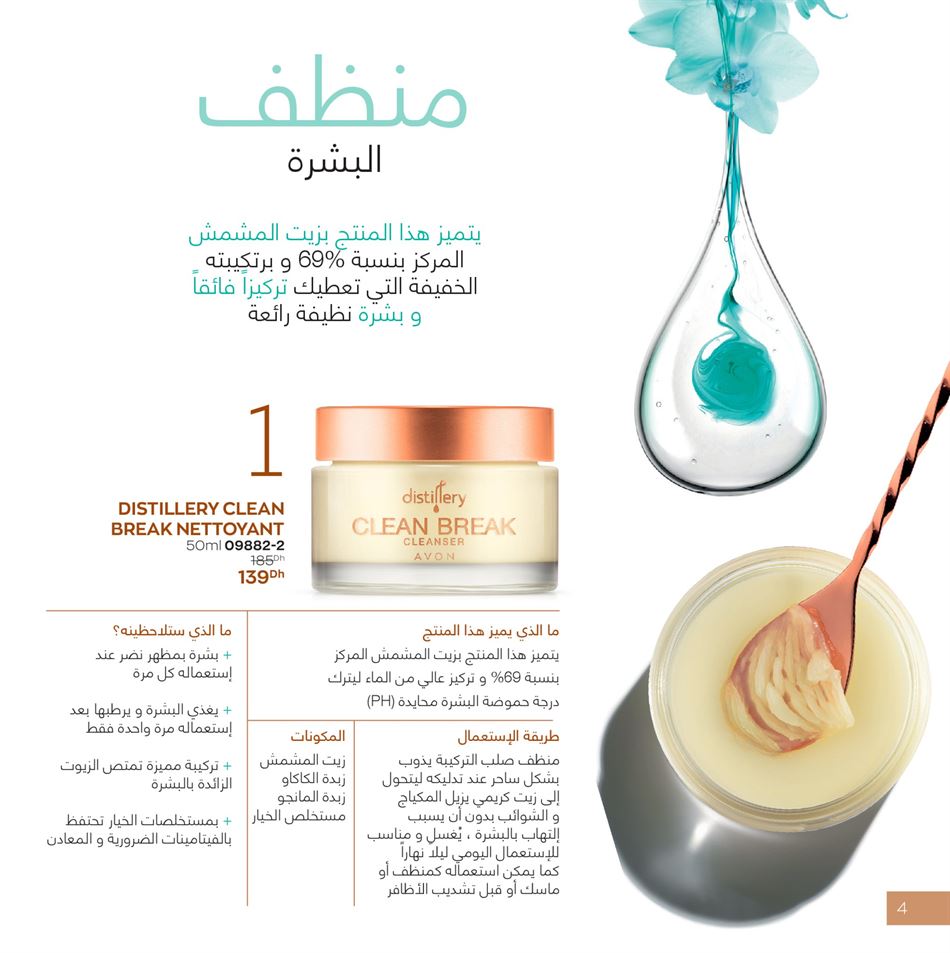 منظف
البشرة
يتميز هذا المنتج بزيت المشمش
المركز بنسبة %69 و برتكيبته
الخفيفة التي تعطيك تركيزاً فائقاً
و بشرة نظيفة رائعة
1
DISTILLERY CLEAN
BREAK NETTOYANT
50ml 09882-2
185Dh
139Dh
distillery
CLEAN BREAK
CLEANSER
AVON
ما الذي يميز هذا المنتج
يتميز هذا المنتج بزيت المشمش المركز
بنسبة 69% و تركيز عالي من الماء ليترك
درجة حموضة البشرة محايدة (PH)
طريقة الإستعمال
منظف صلب التركيبة يذوب
بشكل ساحر عند تدليكه ليتحول
إلى زيت كريمي يزيل المكياج
و الشوائب بدون أن يسبب
إلتهاب بالبشرة ، يُغسل و مناسب
للإستعمال اليومي ليلاً نهاراً
كما يمكن استعماله كمنظف أو
ماسك أو قبل تشديب الأظافر
المكونات
زيت المشمش
زبدة الكاكاو
زبدة المانجو
مستخلص الخيار
ما الذي ستلاحظينه؟
+ بشرة بمظهر نضر عند
إستعماله كل مرة
+ يغذي البشرة و يرطبها بعد
إستعماله مرة واحدة فقط
+ تركيبة مميزة تمتص الزيوت
الزائدة بالبشرة
+ بمستخلصات الخيار تحتفظ
بالفيتامينات الضرورية و المعادن
4